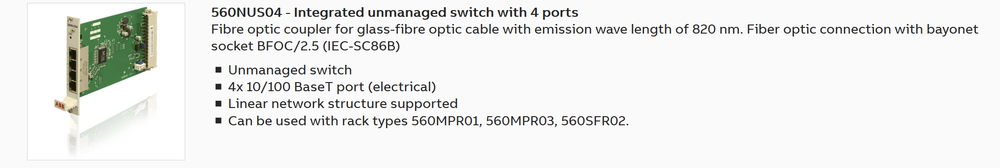 560NUS04 - Integrated unmanaged switch with 4 ports
Fibre optic coupler for glass-fibre optic cable with emission wave length of 820 nm. Fiber optic connection with bayonet
socket BFOC/2.5 (IEC-SC86B)
■ Unmanaged switch
■ 4x 10/100 BaseT port (electrical)
■ Linear network structure supported
■ Can be used with rack types 560MPR01, 560MPR03, 560SFR02.
560NUS04
ABB